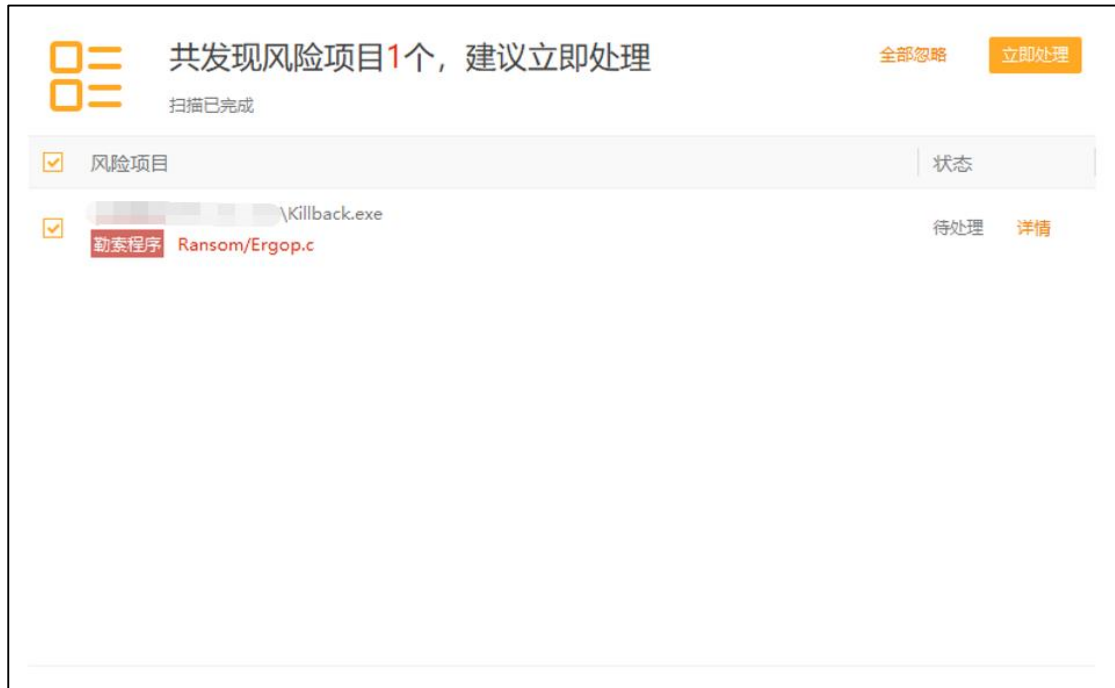 共发现风险项目1个，建议立即处理
全部忽略
立即处理
扫描已完成
风险项目
状态
\Killback.exe
勒索程序 Ransom/Ergop.c
待处理
详情